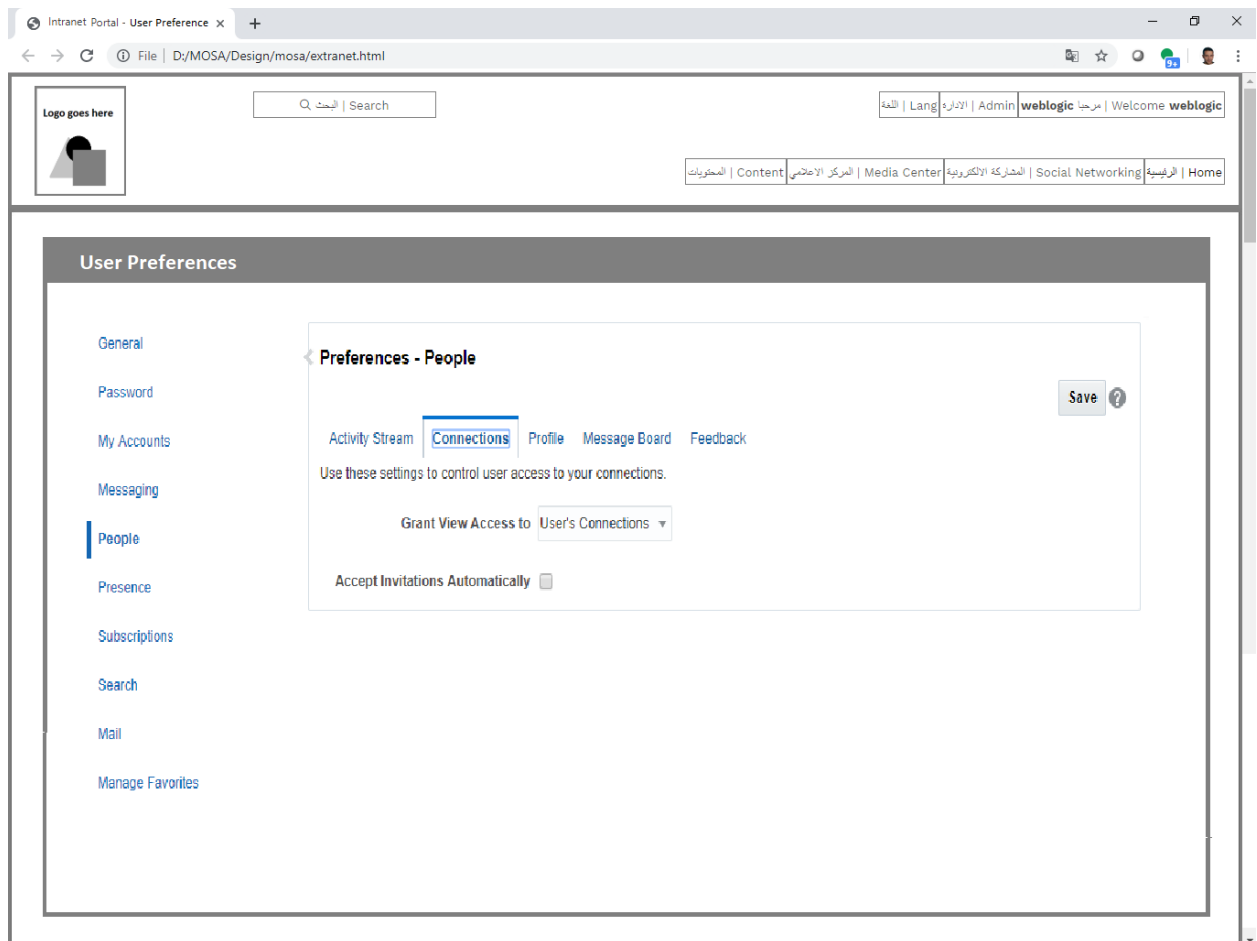 Intranet Portal - User Preference
File | D:/MOSA/Design/mosa/extranet.html
9+
Logo goes here
البحث | Search
اللغة | Lang
الادارة | Admin
مرحبا weblogic | Welcome weblogic
المحتويات | Content
المركز الاعلامي | Media Center
المشاركة الالكترونية | Social Networking
الرئيسية | Home
User Preferences
General
Password
My Accounts
Messaging
People
Presence
Subscriptions
Search
Mail
Manage Favorites
Preferences - People
Save ?
Activity Stream Connections Profile Message Board Feedback
Use these settings to control user access to your connections.
Grant View Access to User's Connections
Accept Invitations Automatically